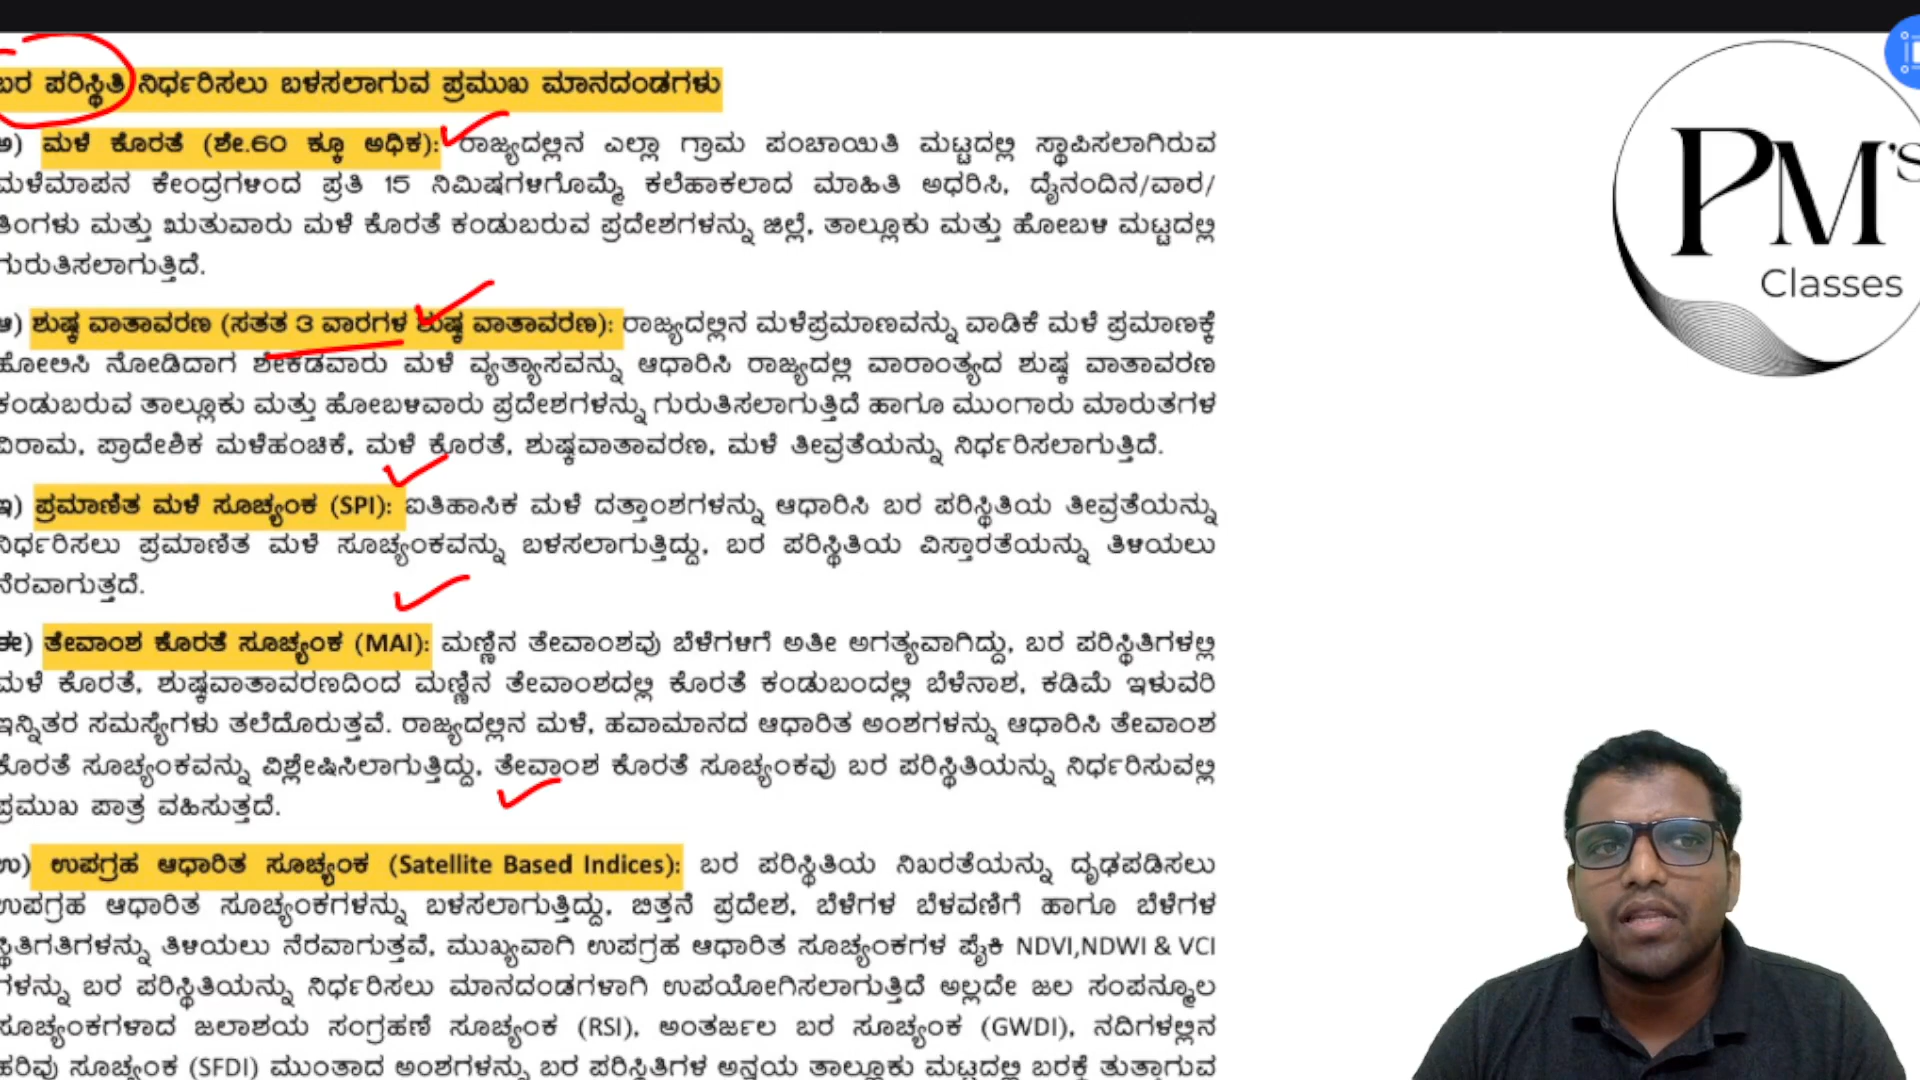 ಬರ ಪರಿಸ್ಥಿತಿ ನಿರ್ಧರಿಸಲು ಬಳಸಲಾಗುವ ಪ್ರಮುಖ ಮಾನದಂಡಗಳು
ಅ) ಮಳೆ ಕೊರತೆ (ಶೇ.60 ಕ್ಕೂ ಅಧಿಕ): ರಾಜ್ಯದಲ್ಲಿನ ಎಲ್ಲಾ ಗ್ರಾಮ ಪಂಚಾಯಿತಿ ಮಟ್ಟದಲ್ಲಿ ಸ್ಥಾಪಿಸಲಾಗಿರುವ
ಮಳೆಮಾಪನ ಕೇಂದ್ರಗಳಿಂದ ಪ್ರತಿ 15 ನಿಮಿಷಗಳಿಗೊಮ್ಮೆ ಕಲೆಹಾಕಲಾದ ಮಾಹಿತಿ ಅಧರಿಸಿ, ದೈನಂದಿನ/ವಾರ/
ತಿಂಗಳು ಮತ್ತು ಋತುವಾರು ಮಳೆ ಕೊರತೆ ಕಂಡುಬರುವ ಪ್ರದೇಶಗಳನ್ನು ಜಿಲ್ಲೆ, ತಾಲ್ಲೂಕು ಮತ್ತು ಹೋಬಳಿ ಮಟ್ಟದಲ್ಲಿ
ಗುರುತಿಸಲಾಗುತ್ತಿದೆ.
ಆ) ಶುಷ್ಕ ವಾತಾವರಣ (ಸತತ 3 ವಾರಗಳ ಶುಷ್ಕ ವಾತಾವರಣ): ರಾಜ್ಯದಲ್ಲಿನ ಮಳೆಪ್ರಮಾಣವನ್ನು ವಾಡಿಕೆ ಮಳೆ ಪ್ರಮಾಣಕ್ಕೆ
ಹೋಲಿಸಿ ನೋಡಿದಾಗ ಶೇಕಡವಾರು ಮಳೆ ವ್ಯತ್ಯಾಸವನ್ನು ಆಧಾರಿಸಿ ರಾಜ್ಯದಲ್ಲಿ ವಾರಾಂತ್ಯದ ಶುಷ್ಕ ವಾತಾವರಣ
ಕಂಡುಬರುವ ತಾಲ್ಲೂಕು ಮತ್ತು ಹೋಬಳಿವಾರು ಪ್ರದೇಶಗಳನ್ನು ಗುರುತಿಸಲಾಗುತ್ತಿದೆ ಹಾಗೂ ಮುಂಗಾರು ಮಾರುತಗಳ
ವಿರಾಮ, ಪ್ರಾದೇಶಿಕ ಮಳೆಹಂಚಿಕೆ, ಮಳೆ ಕೊರತೆ, ಶುಷ್ಕವಾತಾವರಣ, ಮಳೆ ತೀವ್ರತೆಯನ್ನು ನಿರ್ಧರಿಸಲಾಗುತ್ತಿದೆ.
ಇ) ಪ್ರಮಾಣಿತ ಮಳೆ ಸೂಚ್ಯಂಕ (SPI): ಐತಿಹಾಸಿಕ ಮಳೆ ದತ್ತಾಂಶಗಳನ್ನು ಆಧಾರಿಸಿ ಬರ ಪರಿಸ್ಥಿತಿಯ ತೀವ್ರತೆಯನ್ನು
ನಿರ್ಧರಿಸಲು ಪ್ರಮಾಣಿತ ಮಳೆ ಸೂಚ್ಯಂಕವನ್ನು ಬಳಸಲಾಗುತ್ತಿದ್ದು, ಬರ ಪರಿಸ್ಥಿತಿಯ ವಿಸ್ತಾರತೆಯನ್ನು ತಿಳಿಯಲು
ನೆರವಾಗುತ್ತದೆ.
ಈ) ತೇವಾಂಶ ಕೊರತೆ ಸೂಚ್ಯಂಕ (MAI): ಮಣ್ಣಿನ ತೇವಾಂಶವು ಬೆಳೆಗಳಿಗೆ ಅತೀ ಅಗತ್ಯವಾಗಿದ್ದು, ಬರ ಪರಿಸ್ಥಿತಿಗಳಲ್ಲಿ
ಮಳೆ ಕೊರತೆ, ಶುಷ್ಕವಾತಾವರಣದಿಂದ ಮಣ್ಣಿನ ತೇವಾಂಶದಲ್ಲಿ ಕೊರತೆ ಕಂಡುಬಂದಲ್ಲಿ ಬೆಳೆನಾಶ, ಕಡಿಮೆ ಇಳುವರಿ
ಇನ್ನಿತರ ಸಮಸ್ಯೆಗಳು ತಲೆದೊರುತ್ತವೆ. ರಾಜ್ಯದಲ್ಲಿನ ಮಳೆ, ಹವಾಮಾನದ ಆಧಾರಿತ ಅಂಶಗಳನ್ನು ಆಧಾರಿಸಿ ತೇವಾಂಶ
ಕೊರತೆ ಸೂಚ್ಯಂಕವನ್ನು ವಿಶ್ಲೇಷಿಸಿಲಾಗುತ್ತಿದ್ದು, ತೇವಾಂಶ ಕೊರತೆ ಸೂಚ್ಯಂಕವು ಬರ ಪರಿಸ್ಥಿತಿಯನ್ನು ನಿರ್ಧರಿಸುವಲ್ಲಿ
ಪ್ರಮುಖ ಪಾತ್ರ ವಹಿಸುತ್ತದೆ.
ಉ) ಉಪಗ್ರಹ ಆಧಾರಿತ ಸೂಚ್ಯಂಕ (Satellite Based Indices): ಬರ ಪರಿಸ್ಥಿತಿಯ ನಿಖರತೆಯನ್ನು ದೃಢಪಡಿಸಲು
ಉಪಗ್ರಹ ಆಧಾರಿತ ಸೂಚ್ಯಂಕಗಳನ್ನು ಬಳಸಲಾಗುತ್ತಿದ್ದು, ಬಿತ್ತನೆ ಪ್ರದೇಶ, ಬೆಳೆಗಳ ಬೆಳವಣಿಗೆ ಹಾಗೂ ಬೆಳೆಗಳ
ಸ್ಥಿತಿಗತಿಗಳನ್ನು ತಿಳಿಯಲು ನೆರವಾಗುತ್ತವೆ, ಮುಖ್ಯವಾಗಿ ಉಪಗ್ರಹ ಆಧಾರಿತ ಸೂಚ್ಯಂಕಗಳ ಪೈಕಿ NDVI,NDWI & VCI
ಗಳನ್ನು ಬರ ಪರಿಸ್ಥಿತಿಯನ್ನು ನಿರ್ಧರಿಸಲು ಮಾನದಂಡಗಳಾಗಿ ಉಪಯೋಗಿಸಲಾಗುತ್ತಿದೆ ಅಲ್ಲದೇ ಜಲ ಸಂಪನ್ಮೂಲ
ಸೂಚ್ಯಂಕಗಳಾದ ಜಲಾಶಯ ಸಂಗ್ರಹಣೆ ಸೂಚ್ಯಂಕ (RSI), ಅಂತರ್ಜಲ ಬರ ಸೂಚ್ಯಂಕ (GWDI), ನದಿಗಳಲ್ಲಿನ
ಹರಿವು ಸೂಚ್ಯಂಕ (SFDI) ಮುಂತಾದ ಅಂಶಗಳನ್ನು ಬರ ಪರಿಸ್ಥಿತಿಗಳ ಅನ್ವಯ ತಾಲ್ಲೂಕು ಮಟ್ಟದಲ್ಲಿ ಬರಕ್ಕೆ ತುತ್ತಾಗುವ
PM's
Classes